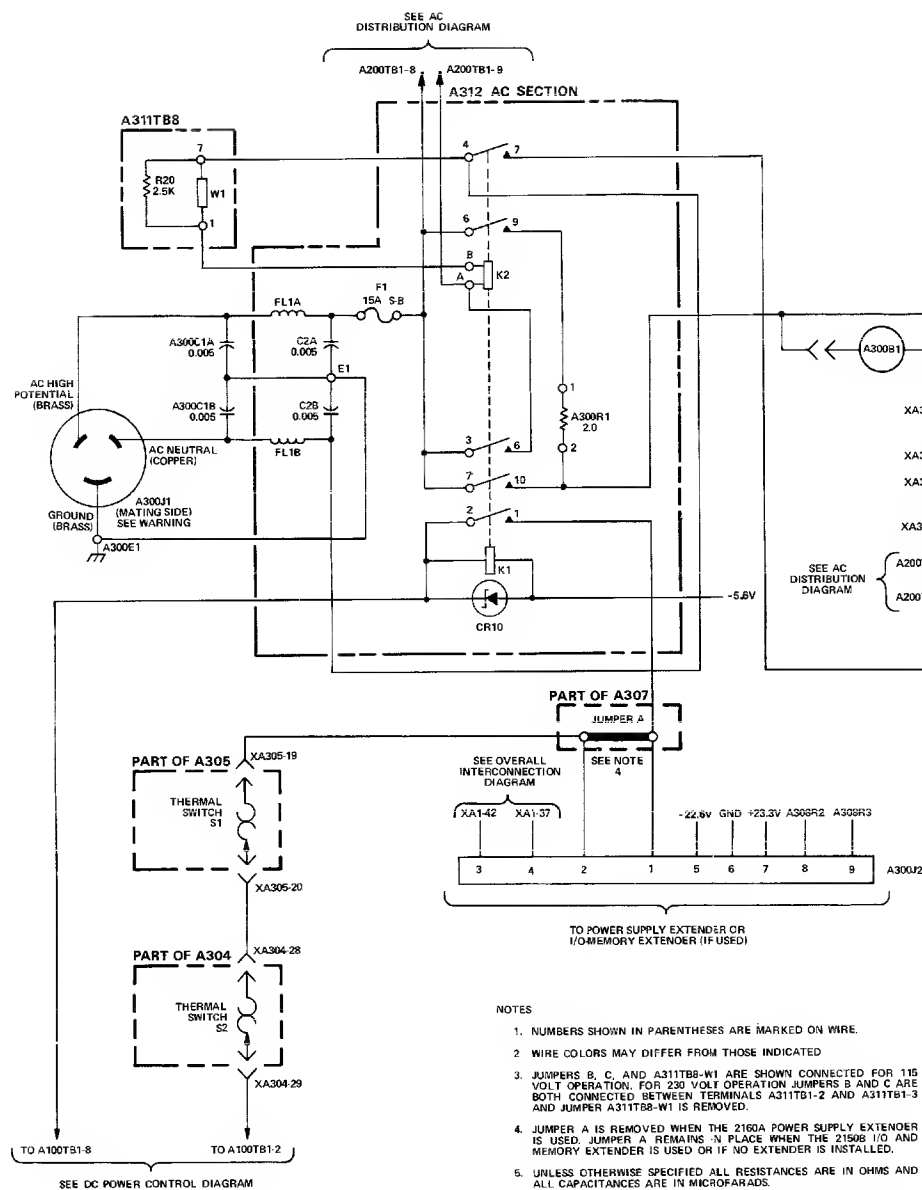 SEE AC
DISTRIBUTION DIAGRAM
A200TB1-8
A200TB1-9
A312 AC SECTION
A311TB8
7
R20
2.5K
W1
1
4
7
6
9
B
A
K2
F1
15A S-B
FL1A
A300C1A
0.005
C2A
0.005
E1
A300C1B
0.005
C2B
0.005
FL1B
AC HIGH
POTENTIAL
(BRASS)
AC NEUTRAL
(COPPER)
A300J1
(MATING SIDE)
SEE WARNING
GROUND
(BRASS)
A300E1
1
A300R1
2.0
2
3
6
7
10
2
1
K1
CR10
-5.6V
A300B1
SEE AC
DISTRIBUTION
DIAGRAM
PART OF A307
JUMPER A
SEE NOTE
4
PART OF A305
XA305-19
THERMAL
SWITCH
S1
XA305-20
SEE OVERALL
INTERCONNECTION
DIAGRAM
XA1-42 XA1-37
-22.6V GND +23.3V A308R2 A308R3
3 4 2 1 5 6 7 8 9
A300J2
TO POWER SUPPLY EXTENDER OR
I/O-MEMORY EXTENDER (IF USED)
PART OF A304
XA304-28
THERMAL
SWITCH
S2
XA304-29
TO A100TB1-8
TO A100TB1-2
SEE DC POWER CONTROL DIAGRAM
NOTES
1. NUMBERS SHOWN IN PARENTHESES ARE MARKED ON WIRE.
2 WIRE COLORS MAY DIFFER FROM THOSE INDICATED
3. JUMPERS B, C, AND A311TB8-W1 ARE SHOWN CONNECTED FOR 115
VOLT OPERATION. FOR 230 VOLT OPERATION JUMPERS B AND C ARE
BOTH CONNECTED BETWEEN TERMINALS A311TB1-2 AND A311TB1-3
AND JUMPER A311TB8-W1 IS REMOVED.
4. JUMPER A IS REMOVED WHEN THE 2160A POWER SUPPLY EXTENDER
IS USED. JUMPER A REMAINS IN PLACE WHEN THE 2150B I/O AND
MEMORY EXTENDER IS USED OR IF NO EXTENDER IS INSTALLED.
5. UNLESS OTHERWISE SPECIFIED ALL RESISTANCES ARE IN OHMS AND
ALL CAPACITANCES ARE IN MICROFARADS.